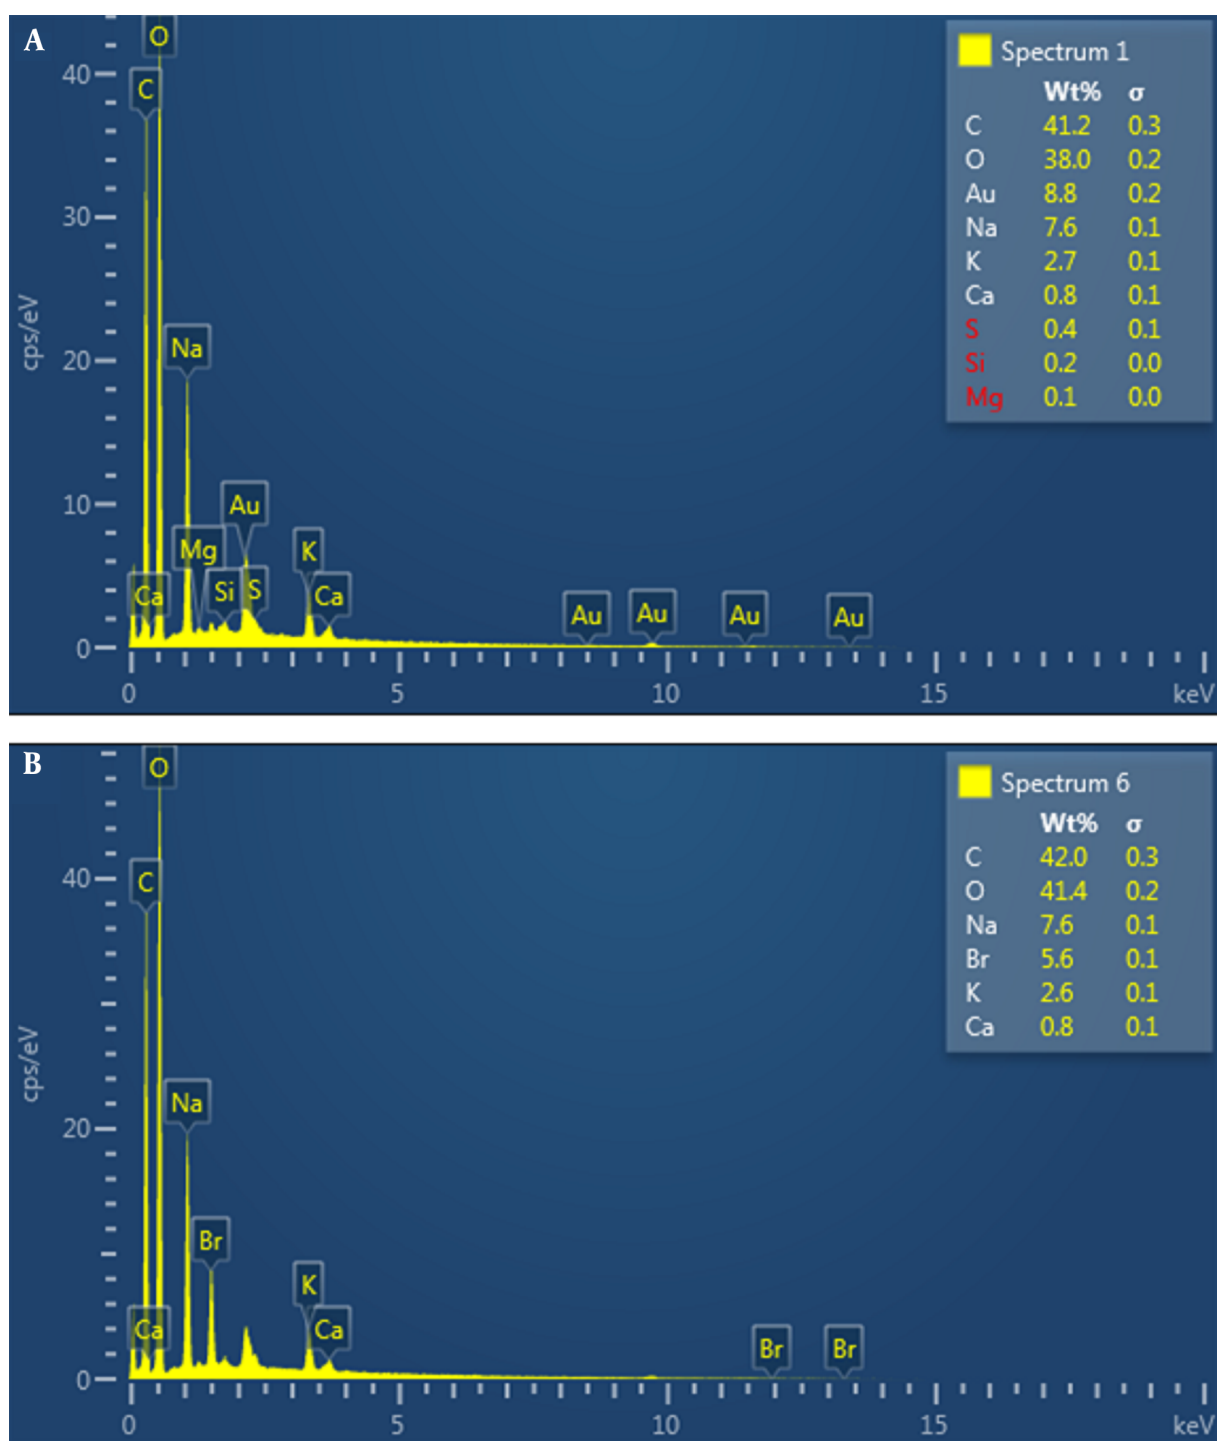 A
O
C
40
Spectrum 1
Wt% σ
C 41.2 0.3
O 38.0 0.2
Au 8.8 0.2
Na 7.6 0.1
K 2.7 0.1
Ca 0.8 0.1
S 0.4 0.1
Si 0.2 0.0
Mg 0.1 0.0
30
cps/eV
Na
20
Au
10
Mg
K
Ca Si S Ca
Au Au Au Au
0
0 5 10 15 keV
B
O
C
40
Spectrum 6
Wt% σ
C 42.0 0.3
O 41.4 0.2
Na 7.6 0.1
Br 5.6 0.1
K 2.6 0.1
Ca 0.8 0.1
cps/eV
Na
20
Br
K
Ca Ca
Br Br
0
0 5 10 15 keV